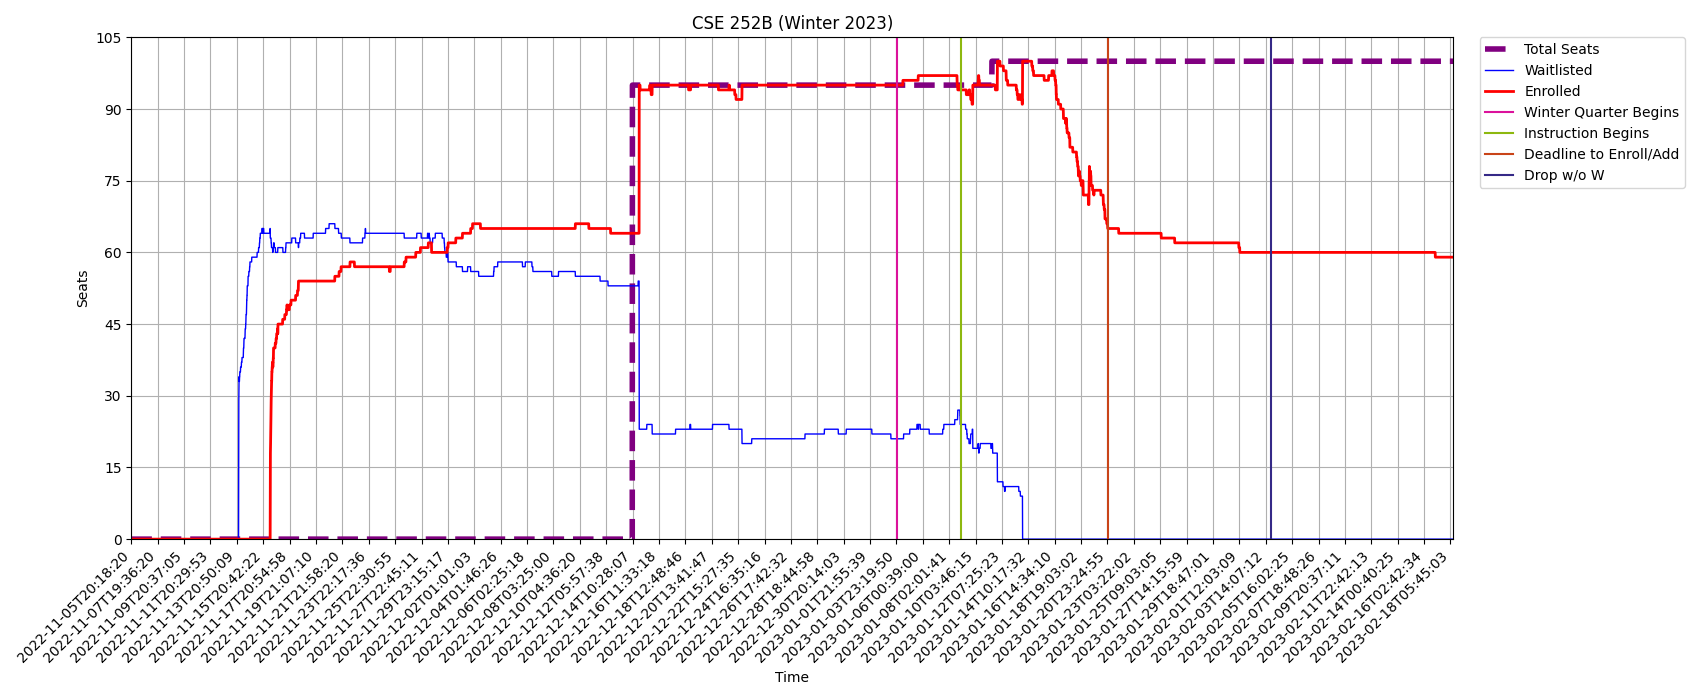 CSE 252B (Winter 2023)
105
90
75
60
45
30
15
0
Seats
Total Seats
Waitlisted
Enrolled
Winter Quarter Begins
Instruction Begins
Deadline to Enroll/Add
Drop w/o W
2022-11-05T20:18:20
2022-11-07T19:36:20
2022-11-09T20:37:05
2022-11-11T20:29:53
2022-11-13T20:50:09
2022-11-15T20:42:22
2022-11-17T20:54:58
2022-11-19T21:07:10
2022-11-21T21:58:20
2022-11-23T22:17:36
2022-11-25T22:30:55
2022-11-27T22:45:11
2022-11-29T23:15:17
2022-12-02T01:01:03
2022-12-04T01:46:26
2022-12-06T02:25:18
2022-12-08T03:25:00
2022-12-10T04:36:20
2022-12-12T05:57:38
2022-12-14T10:28:07
2022-12-16T11:33:18
2022-12-18T12:48:46
2022-12-20T13:41:47
2022-12-22T15:27:35
2022-12-24T16:35:16
2022-12-26T17:42:32
2022-12-28T18:44:58
2022-12-30T20:14:03
2023-01-01T21:55:39
2023-01-03T23:19:50
2023-01-06T00:39:00
2023-01-08T02:01:41
2023-01-10T03:46:15
2023-01-12T07:25:23
2023-01-14T10:17:32
2023-01-16T14:34:10
2023-01-18T19:03:02
2023-01-20T23:24:55
2023-01-23T03:22:02
2023-01-25T09:03:05
2023-01-27T14:15:59
2023-01-29T18:47:01
2023-02-01T12:03:09
2023-02-03T14:07:12
2023-02-05T16:02:25
2023-02-07T18:48:26
2023-02-09T20:37:11
2023-02-11T22:42:13
2023-02-14T00:40:25
2023-02-16T02:42:34
2023-02-18T05:45:03
Time